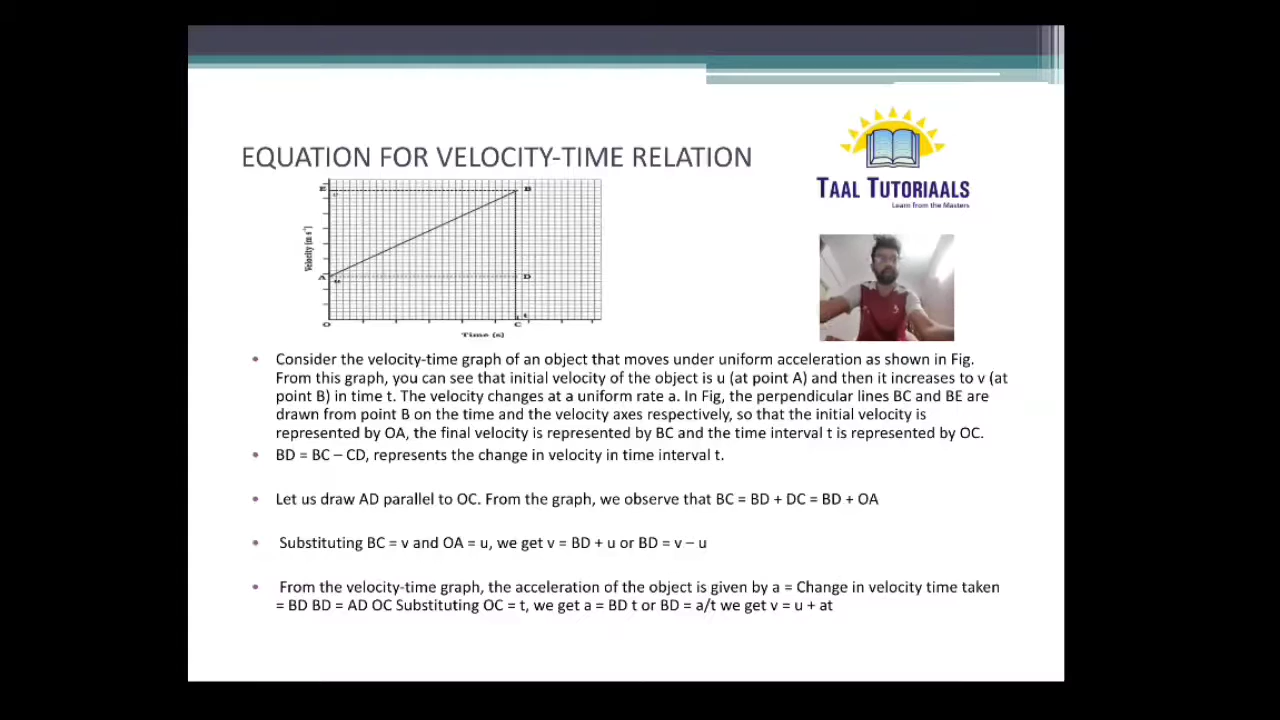 TAAL TUTORIAALS
Learn from the Masters
EQUATION FOR VELOCITY-TIME RELATION
E
B
v
Velocity (m s⁻¹)
A
D
u
t
O
C
Time (s)
• Consider the velocity-time graph of an object that moves under uniform acceleration as shown in Fig.
From this graph, you can see that initial velocity of the object is u (at point A) and then it increases to v (at
point B) in time t. The velocity changes at a uniform rate a. In Fig, the perpendicular lines BC and BE are
drawn from point B on the time and the velocity axes respectively, so that the initial velocity is
represented by OA, the final velocity is represented by BC and the time interval t is represented by OC.
• BD = BC – CD, represents the change in velocity in time interval t.
• Let us draw AD parallel to OC. From the graph, we observe that BC = BD + DC = BD + OA
• Substituting BC = v and OA = u, we get v = BD + u or BD = v – u
• From the velocity-time graph, the acceleration of the object is given by a = Change in velocity time taken
= BD BD = AD OC Substituting OC = t, we get a = BD t or BD = a/t we get v = u + at